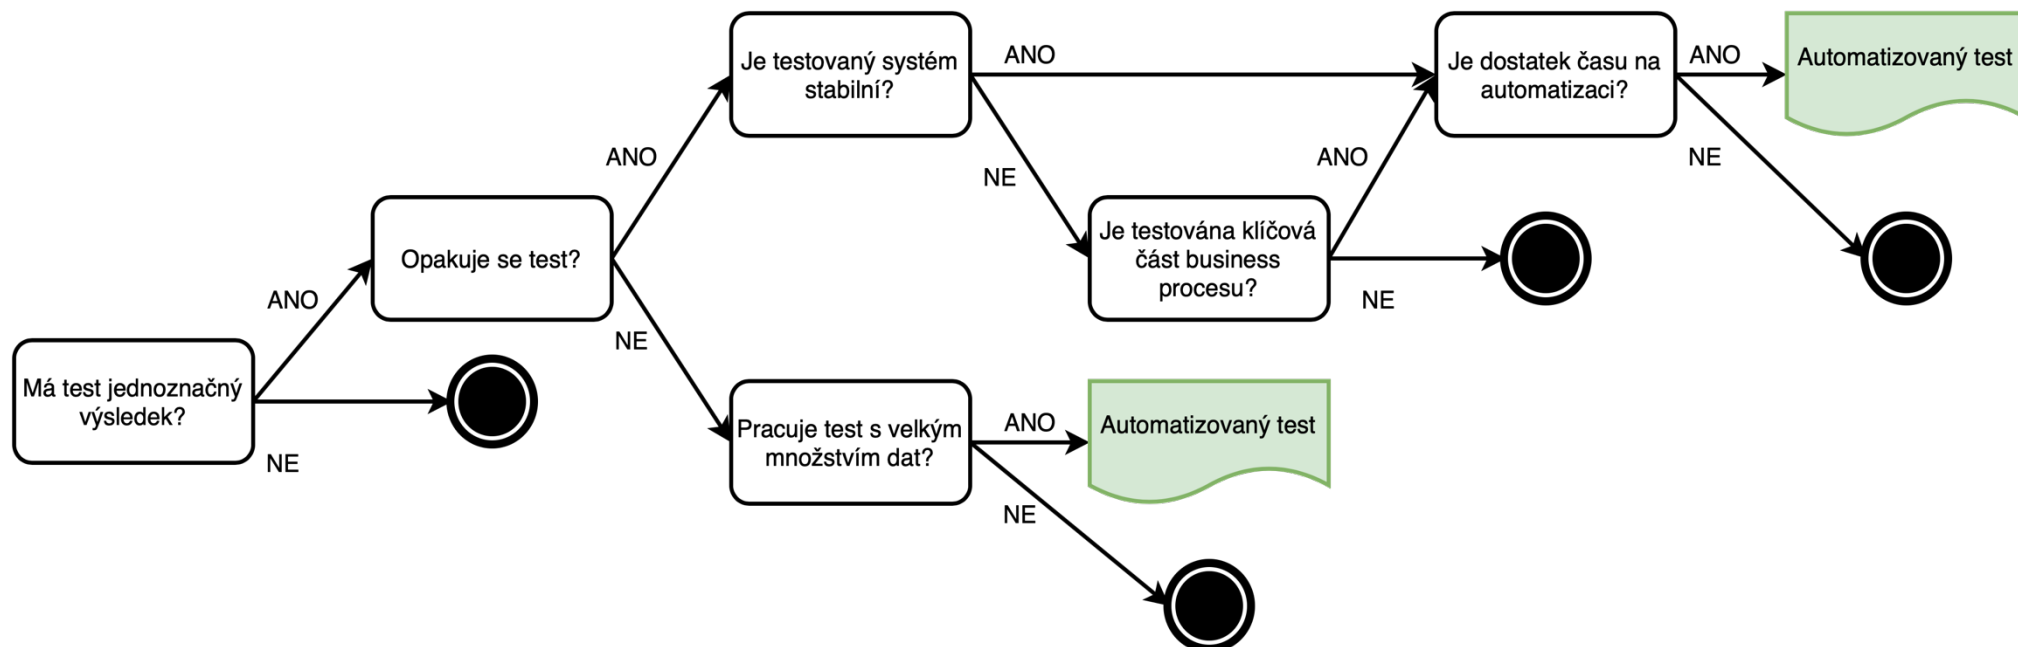 Je testovaný systém
stabilní?
ANO
Je dostatek času na
automatizaci?
ANO
Automatizovaný test
ANO
NE
ANO
NE
Opakuje se test?
Je testována klíčová
část business
procesu?
ANO
NE
NE
Má test jednoznačný
výsledek?
NE
Pracuje test s velkým
množstvím dat?
ANO
Automatizovaný test
NE